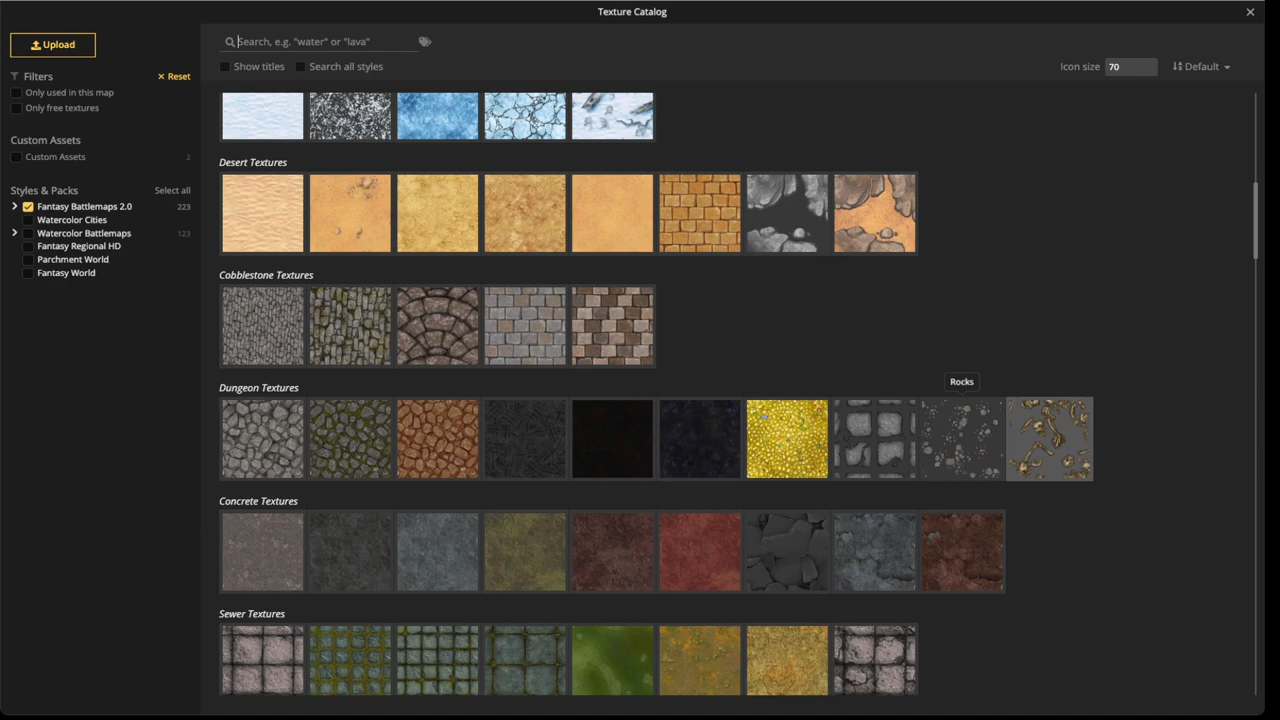 Texture Catalog
Upload
Search, e.g. "water" or "lava"
Show titles
Search all styles
Icon size
70
Default
Filters
Reset
Only used in this map
Only free textures
Custom Assets
Custom Assets 2
Styles & Packs
Select all
Fantasy Battlemaps 2.0 223
Watercolor Cities
Watercolor Battlemaps 123
Fantasy Regional HD
Parchment World
Fantasy World
Desert Textures
Cobblestone Textures
Dungeon Textures
Rocks
Concrete Textures
Sewer Textures